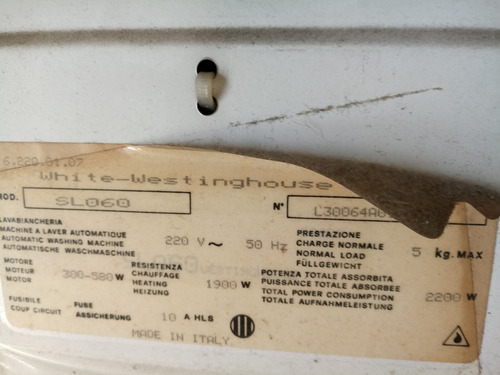 6.220.01.07
White-Westinghouse
MOD. SL060 N° L30064A0
LAVABIANCHERIA
MACHINE A LAVER AUTOMATIQUE
AUTOMATIC WASHING MACHINE
AUTOMATISCHE WASCHMASCHINE
220 V~ 50 Hz
PRESTAZIONE
CHARGE NORMALE
NORMAL LOAD
FÜLLGEWICHT
5 kg. MAX
MOTORE
MOTEUR
MOTOR
300-580 W
RESISTENZA
CHAUFFAGE
HEATING
HEIZUNG
1900 W
POTENZA TOTALE ASSORBITA
PUISSANCE TOTALE ABSORBEE
TOTAL POWER CONSUMPTION
TOTALE AUFNAHMELEISTUNG
2200 W
FUSIBILE
COUP CIRCUIT
FUSE
ASSICHERUNG
10 A HLS
MADE IN ITALY